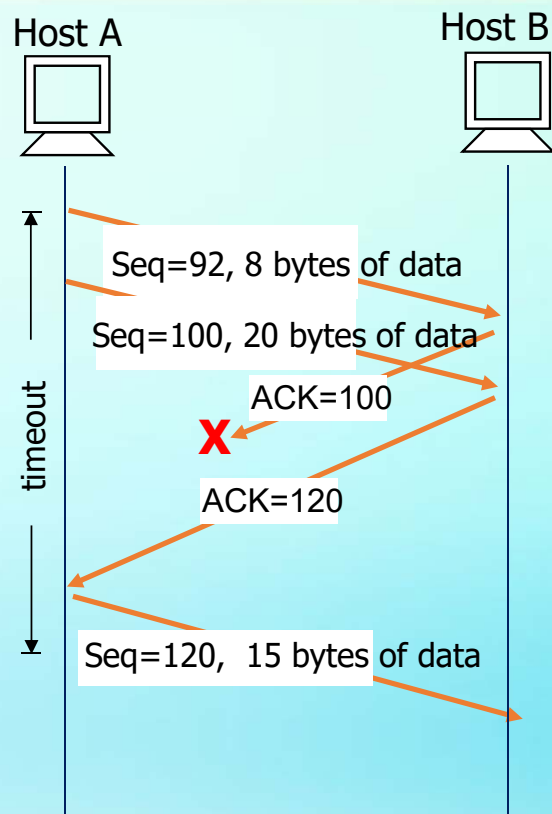 Host A
Host B
Seq=92, 8 bytes of data
Seq=100, 20 bytes of data
timeout
ACK=100
X
ACK=120
Seq=120, 15 bytes of data